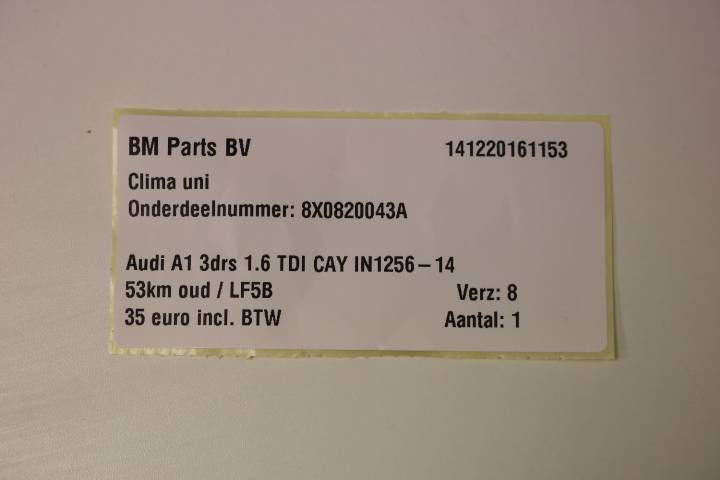 BM Parts BV 141220161153
Clima uni
Onderdeelnummer: 8X0820043A
Audi A1 3drs 1.6 TDI CAY IN1256-14
53km oud / LF5B Verz: 8
35 euro incl. BTW Aantal: 1